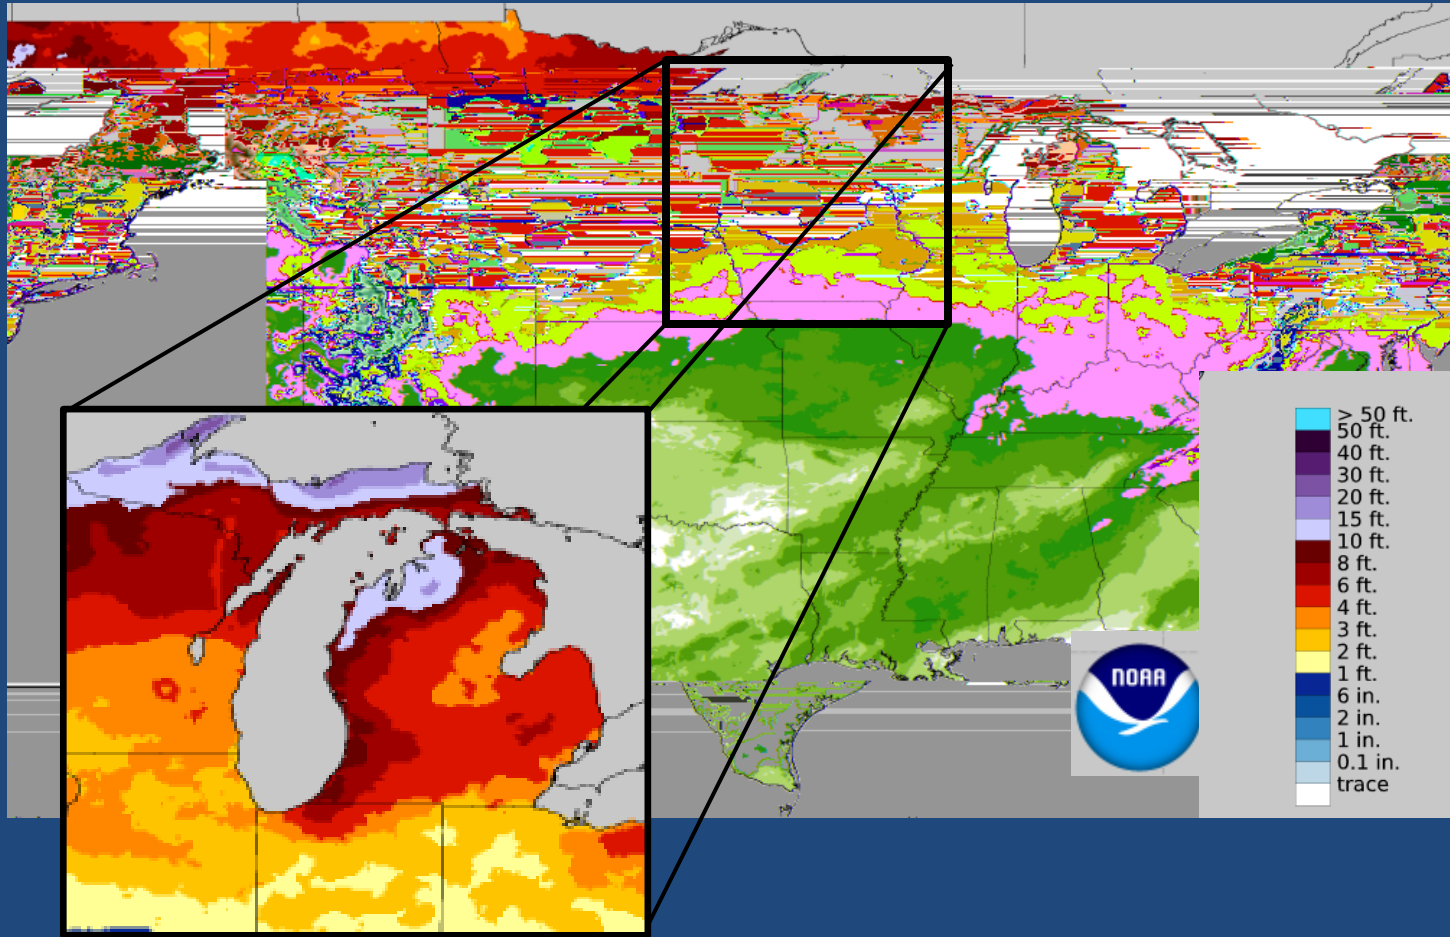 > 50 ft.
50 ft.
40 ft.
30 ft.
20 ft.
15 ft.
10 ft.
8 ft.
6 ft.
4 ft.
3 ft.
2 ft.
1 ft.
6 in.
2 in.
1 in.
0.1 in.
trace
NOAA